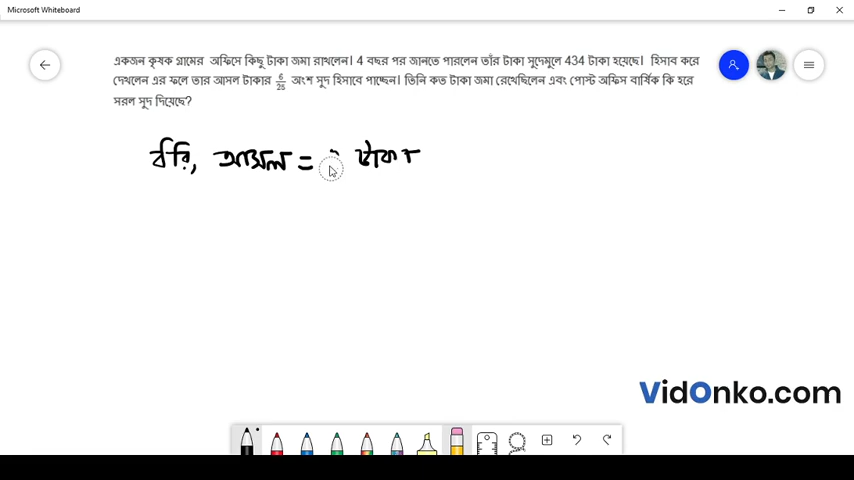 Microsoft Whiteboard
একজন কৃষক গ্রামের অফিসে কিছু টাকা জমা রাখলেন। 4 বছর পর জানতে পারলেন তাঁর টাকা সুদেমুলে 434 টাকা হয়েছে। হিসাব করে
দেখলেন এর ফলে তার আসল টাকার 6/25 অংশ সুদ হিসাবে পাচ্ছেন। তিনি কত টাকা জমা রেখেছিলেন এবং পোস্ট অফিস বার্ষিক কি হরে
সরল সুদ দিয়েছে?
ধরি, আসল = টাকা
VidOnko.com